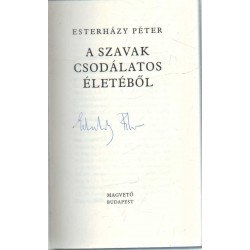 ESTERHÁZY PÉTER
A SZAVAK
CSODÁLATOS
ÉLETÉBŐL
MAGVETŐ
BUDAPEST